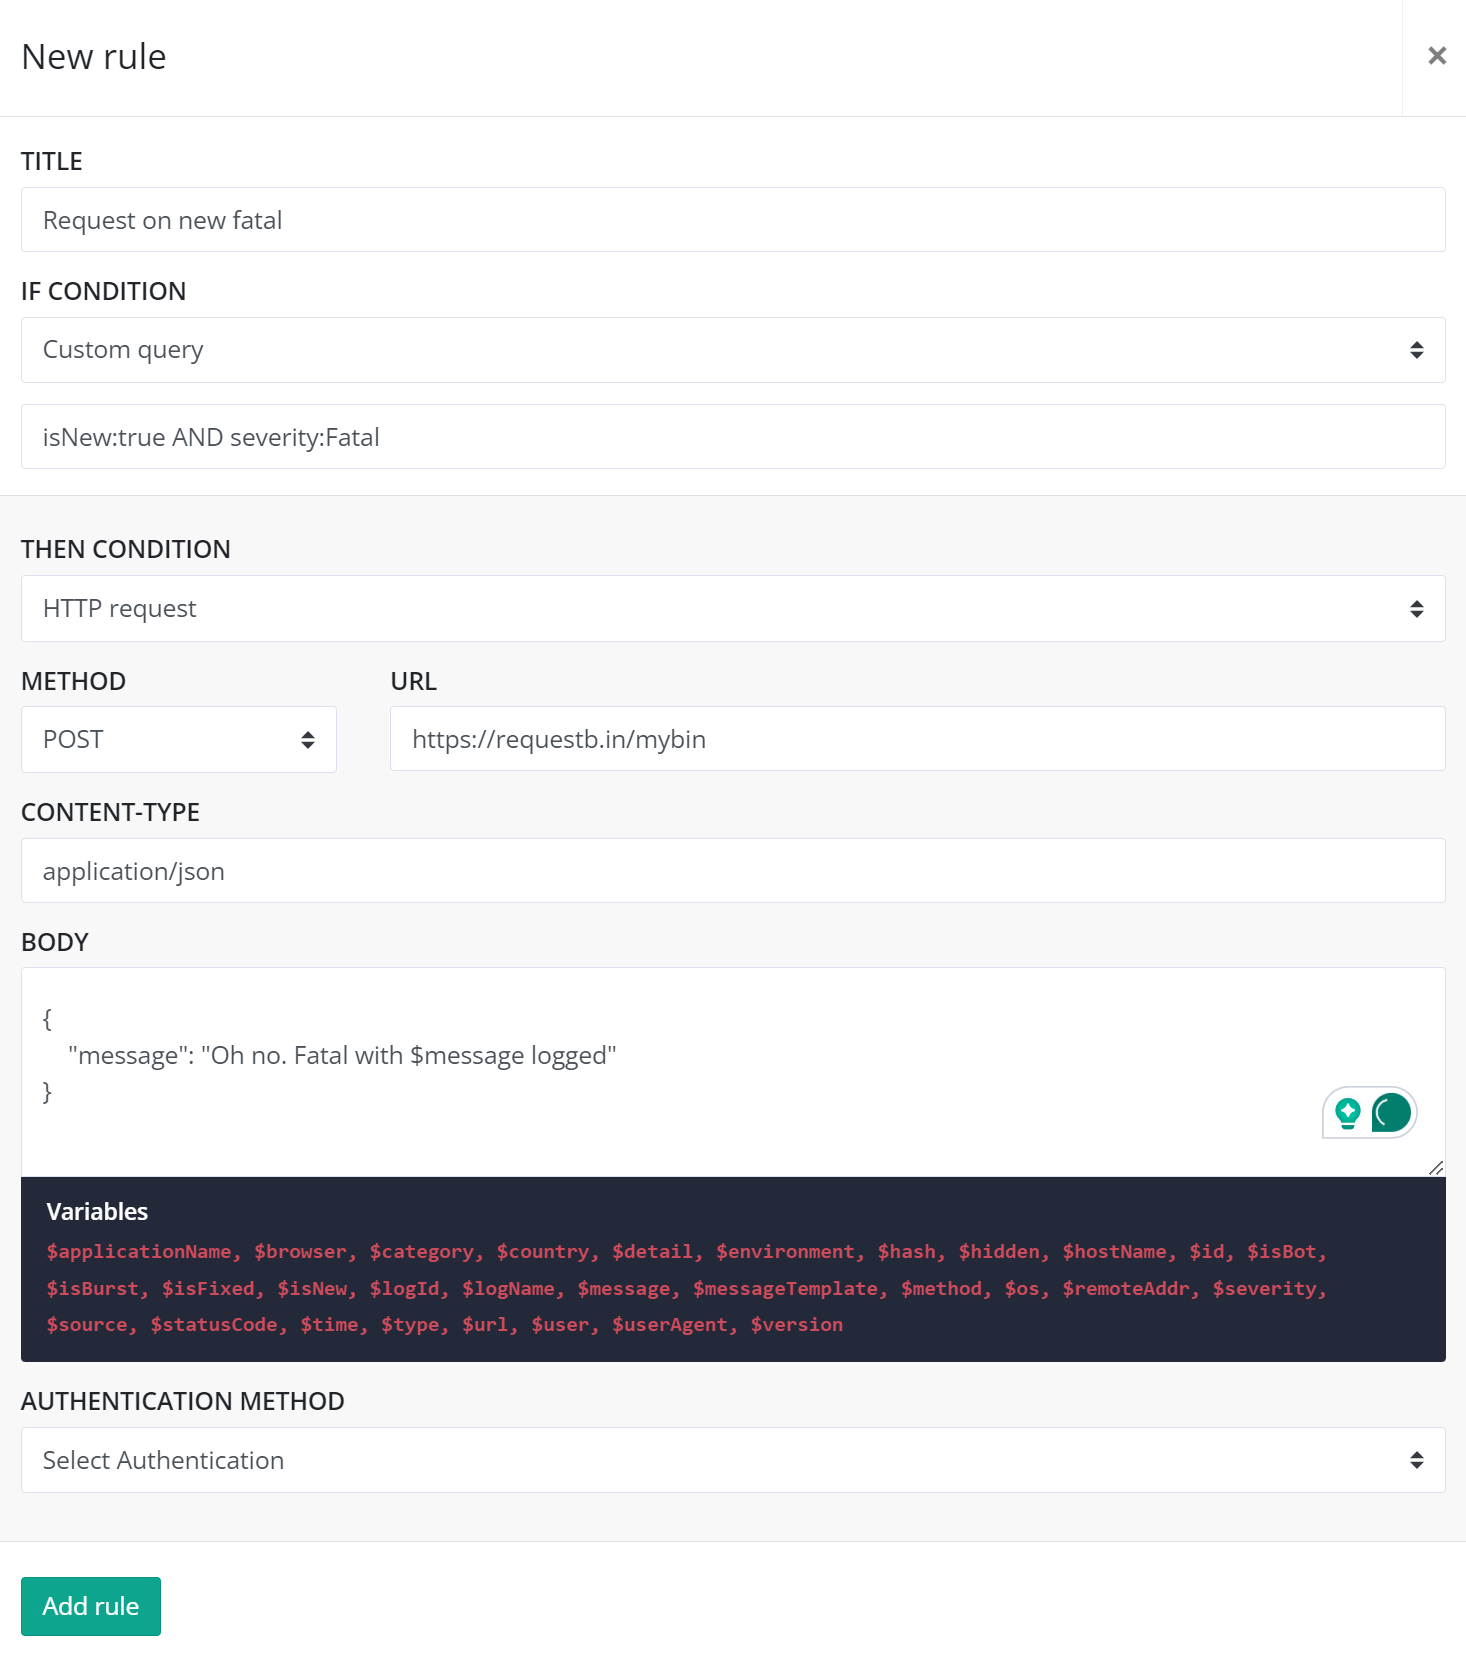 New rule
TITLE
Request on new fatal
IF CONDITION
Custom query
isNew:true AND severity:Fatal
THEN CONDITION
HTTP request
METHOD
URL
POST
https://requestb.in/mybin
CONTENT-TYPE
application/json
BODY
{
"message": "Oh no. Fatal with $message logged"
}
Variables
$applicationName, $browser, $category, $country, $detail, $environment, $hash, $hidden, $hostName, $id, $isBot,
$isBurst, $isFixed, $isNew, $logId, $logName, $message, $messageTemplate, $method, $os, $remoteAddr, $severity,
$source, $statusCode, $time, $type, $url, $user, $userAgent, $version
AUTHENTICATION METHOD
Select Authentication
Add rule